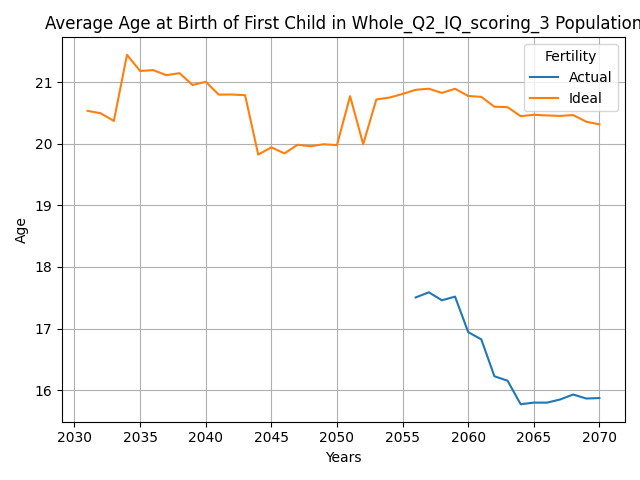 Average Age at Birth of First Child in Whole_Q2_IQ_scoring_3 Population
Fertility
Actual
Ideal
21
20
19
18
17
16
Age
2030 2035 2040 2045 2050 2055 2060 2065 2070
Years